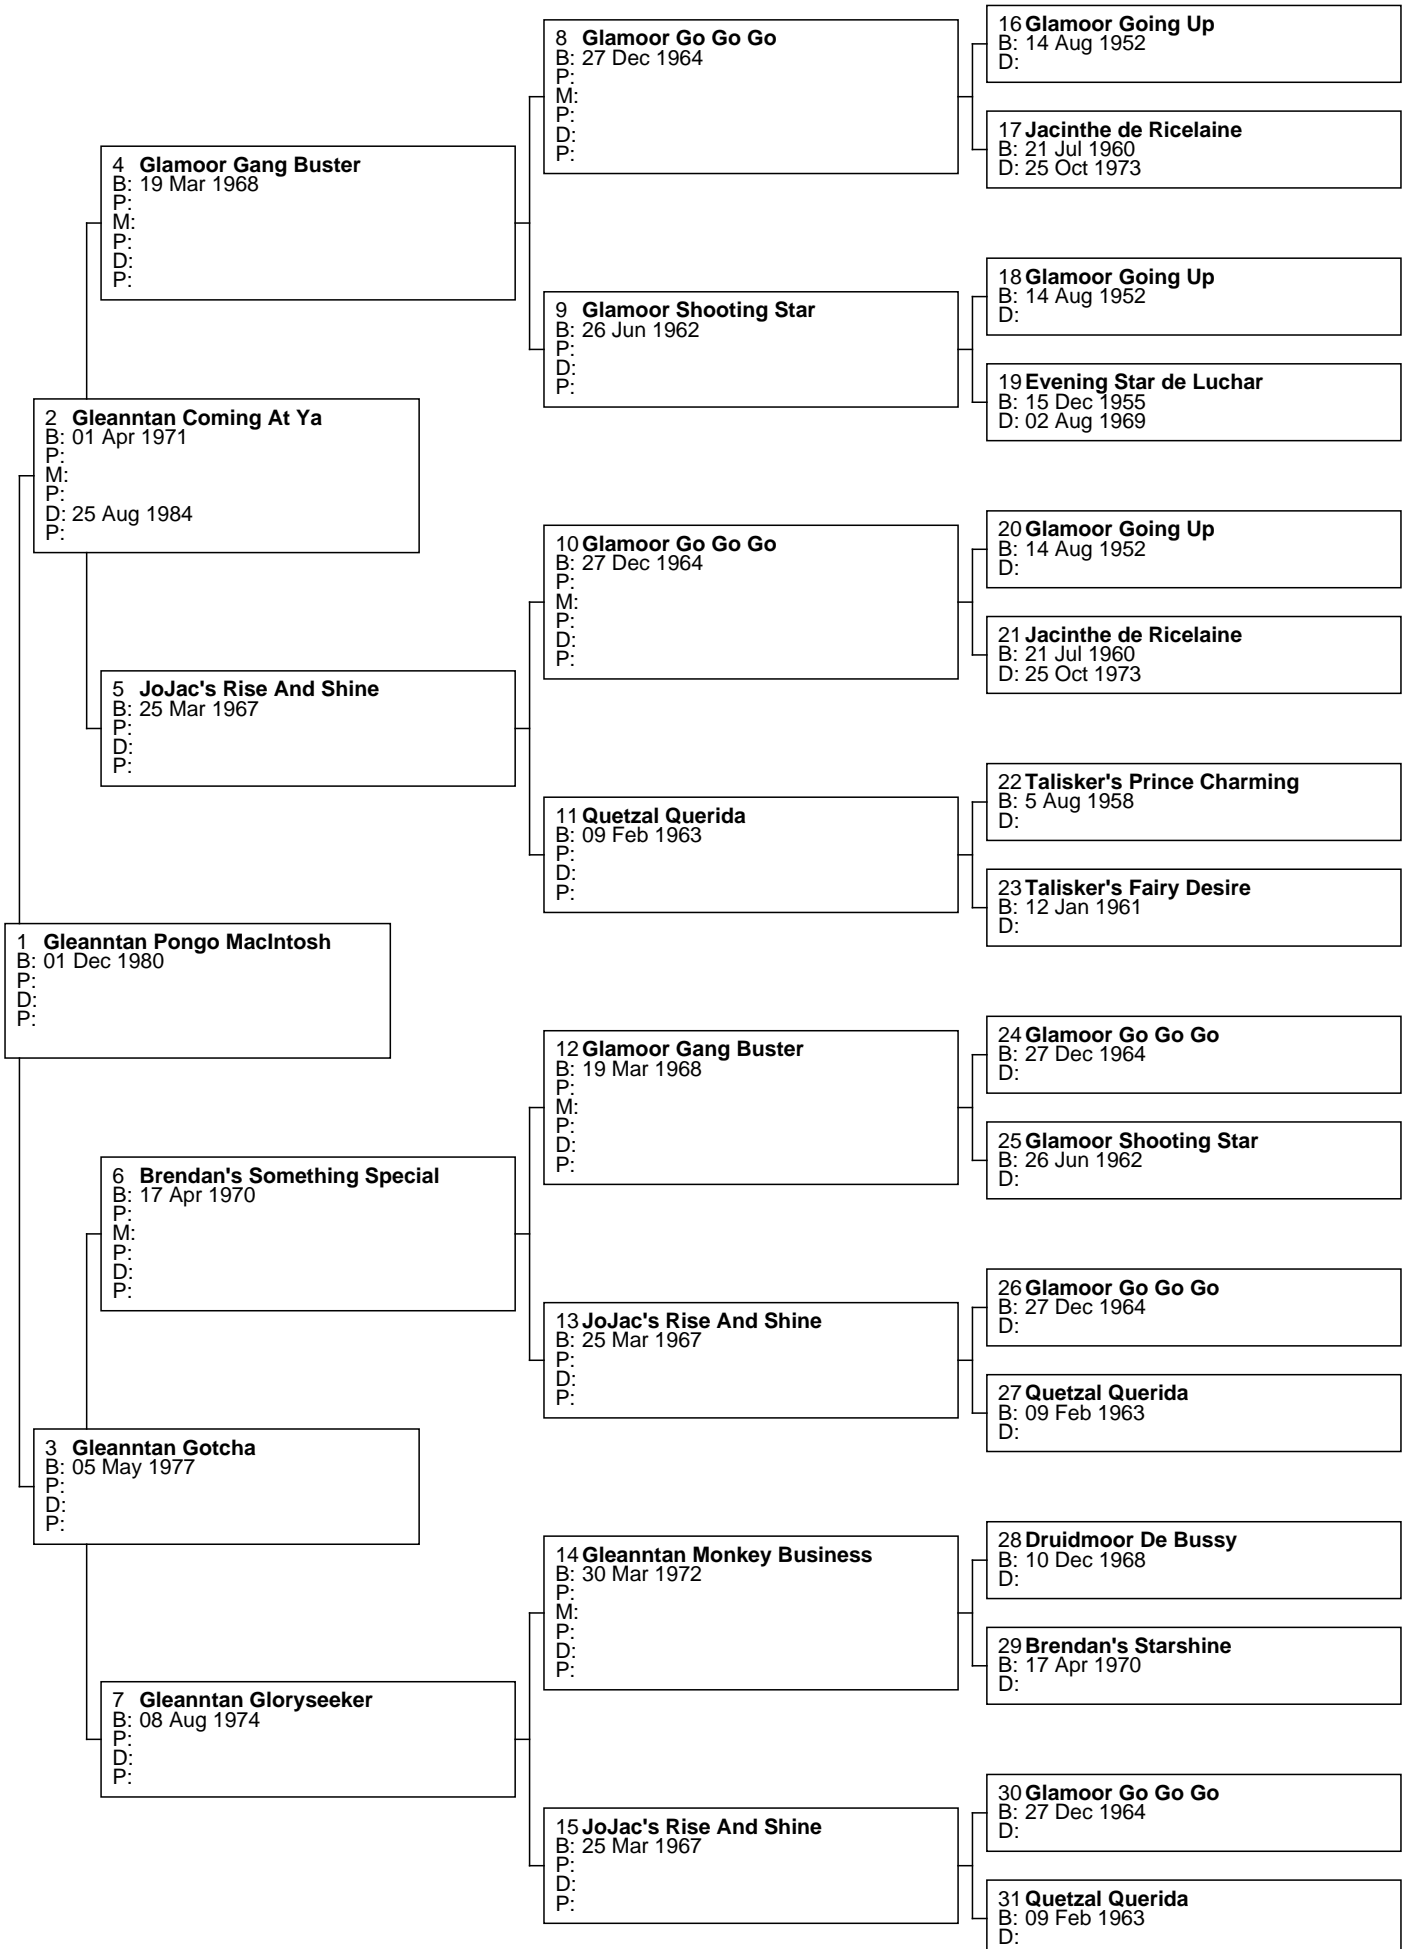 16 Glamoor Going Up
B: 14 Aug 1952
D:
8 Glamoor Go Go Go
B: 27 Dec 1964
P:
M:
P:
D:
P:
17 Jacinthe de Ricelaine
B: 21 Jul 1960
D: 25 Oct 1973
4 Glamoor Gang Buster
B: 19 Mar 1968
P:
M:
P:
D:
P:
18 Glamoor Going Up
B: 14 Aug 1952
D:
9 Glamoor Shooting Star
B: 26 Jun 1962
P:
D:
P:
19 Evening Star de Luchar
B: 15 Dec 1955
D: 02 Aug 1969
2 Gleanntan Coming At Ya
B: 01 Apr 1971
P:
M:
P:
D: 25 Aug 1984
P:
20 Glamoor Going Up
B: 14 Aug 1952
D:
10 Glamoor Go Go Go
B: 27 Dec 1964
P:
M:
P:
D:
P:
21 Jacinthe de Ricelaine
B: 21 Jul 1960
D: 25 Oct 1973
5 JoJac's Rise And Shine
B: 25 Mar 1967
P:
D:
P:
22 Talisker's Prince Charming
B: 5 Aug 1958
D:
11 Quetzal Querida
B: 09 Feb 1963
P:
D:
P:
23 Talisker's Fairy Desire
B: 12 Jan 1961
D:
1 Gleanntan Pongo MacIntosh
B: 01 Dec 1980
P:
D:
P:
24 Glamoor Go Go Go
B: 27 Dec 1964
D:
12 Glamoor Gang Buster
B: 19 Mar 1968
P:
M:
P:
D:
P:
25 Glamoor Shooting Star
B: 26 Jun 1962
D:
6 Brendan's Something Special
B: 17 Apr 1970
P:
M:
P:
D:
P:
26 Glamoor Go Go Go
B: 27 Dec 1964
D:
13 JoJac's Rise And Shine
B: 25 Mar 1967
P:
D:
P:
27 Quetzal Querida
B: 09 Feb 1963
D:
3 Gleanntan Gotcha
B: 05 May 1977
P:
D:
P:
28 Druidmoor De Bussy
B: 10 Dec 1968
D:
14 Gleanntan Monkey Business
B: 30 Mar 1972
P:
M:
P:
D:
P:
29 Brendan's Starshine
B: 17 Apr 1970
D:
7 Gleanntan Gloryseeker
B: 08 Aug 1974
P:
D:
P:
30 Glamoor Go Go Go
B: 27 Dec 1964
D:
15 JoJac's Rise And Shine
B: 25 Mar 1967
P:
D:
P:
31 Quetzal Querida
B: 09 Feb 1963
D: